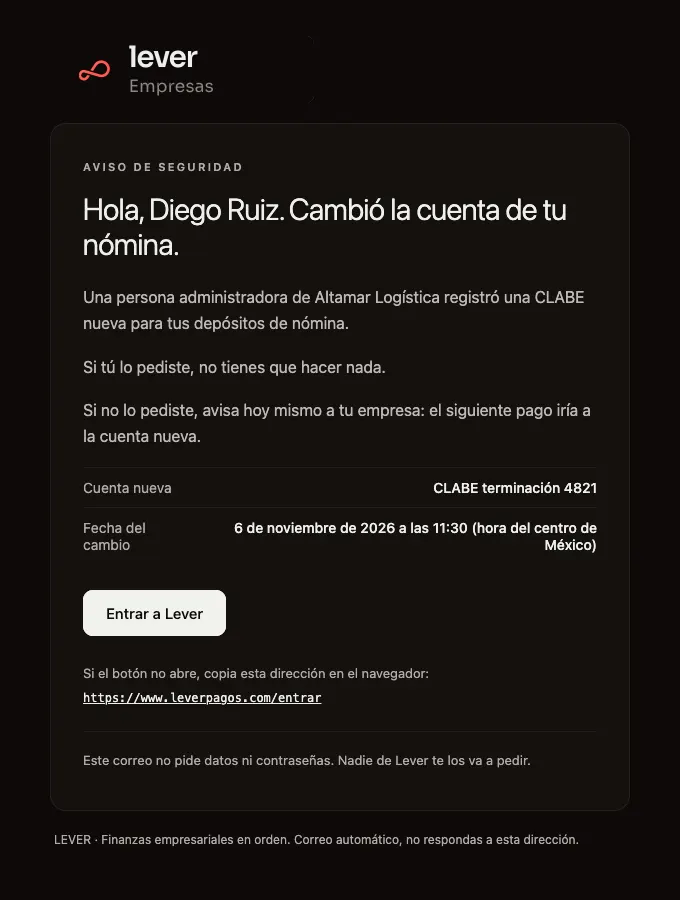 lever
Empresas
AVISO DE SEGURIDAD
Hola, Diego Ruiz. Cambió la cuenta de tu
nómina.
Una persona administradora de Altamar Logística registró una CLABE
nueva para tus depósitos de nómina.
Si tú lo pediste, no tienes que hacer nada.
Si no lo pediste, avisa hoy mismo a tu empresa: el siguiente pago iría a
la cuenta nueva.
Cuenta nueva CLABE terminación 4821
Fecha del 6 de noviembre de 2026 a las 11:30 (hora del centro de
cambio México)
Entrar a Lever
Si el botón no abre, copia esta dirección en el navegador:
https://www.leverpagos.com/entrar
Este correo no pide datos ni contraseñas. Nadie de Lever te los va a pedir.
LEVER · Finanzas empresariales en orden. Correo automático, no respondas a esta dirección.